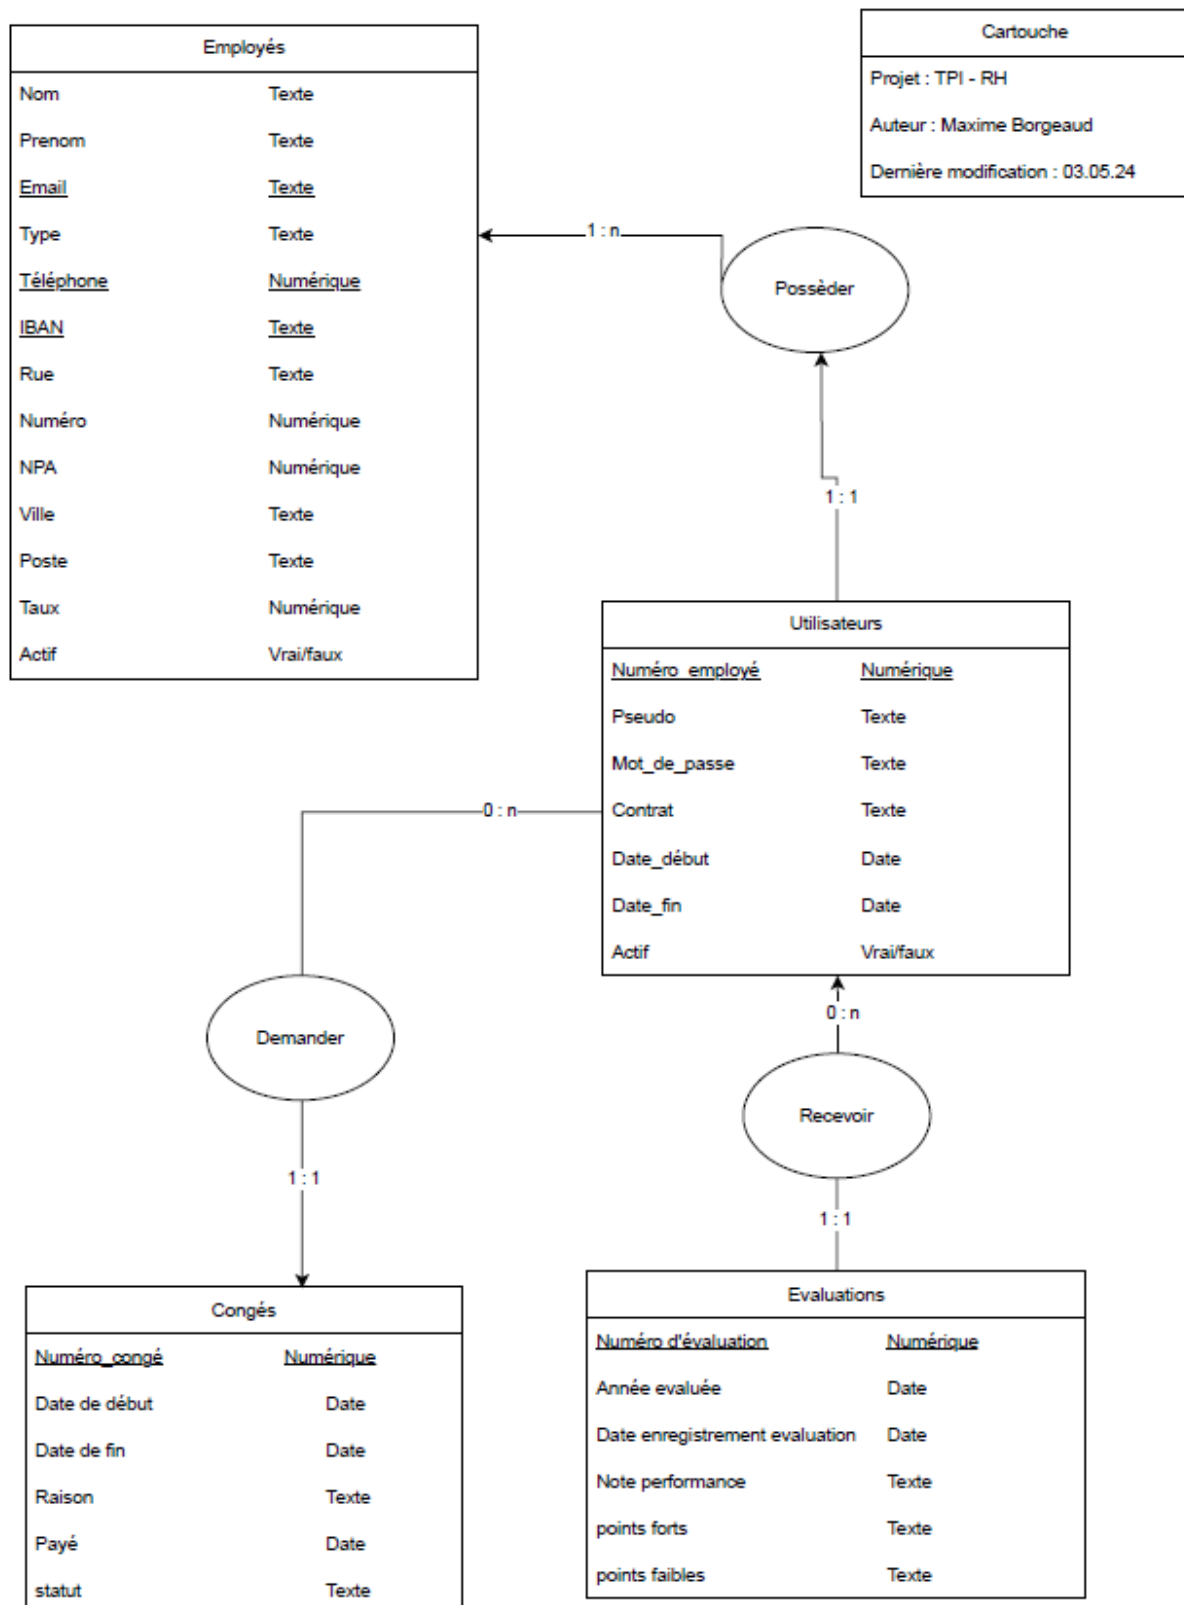 Employés
Nom Texte
Prenom Texte
Email Texte
Type Texte
Téléphone Numérique
IBAN Texte
Rue Texte
Numéro Numérique
NPA Numérique
Ville Texte
Poste Texte
Taux Numérique
Actif Vrai/faux
Cartouche
Projet : TPI - RH
Auteur : Maxime Borgeaud
Dernière modification : 03.05.24
1 : n
Possèder
1 : 1
Utilisateurs
Numéro_employé Numérique
Pseudo Texte
Mot_de_passe Texte
Contrat Texte
Date_début Date
Date_fin Date
Actif Vrai/faux
0 : n
Demander
1 : 1
0 : n
Recevoir
1 : 1
Congés
Numéro_congé Numérique
Date de début Date
Date de fin Date
Raison Texte
Payé Date
statut Texte
Evaluations
Numéro d'évaluation Numérique
Année evaluée Date
Date enregistrement evaluation Date
Note performance Texte
points forts Texte
points faibles Texte